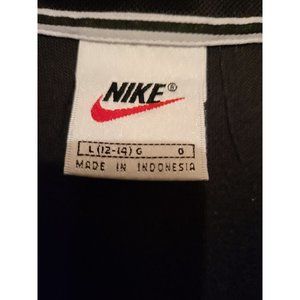 NIKE®
L (12-14) G 0
MADE IN INDONESIA